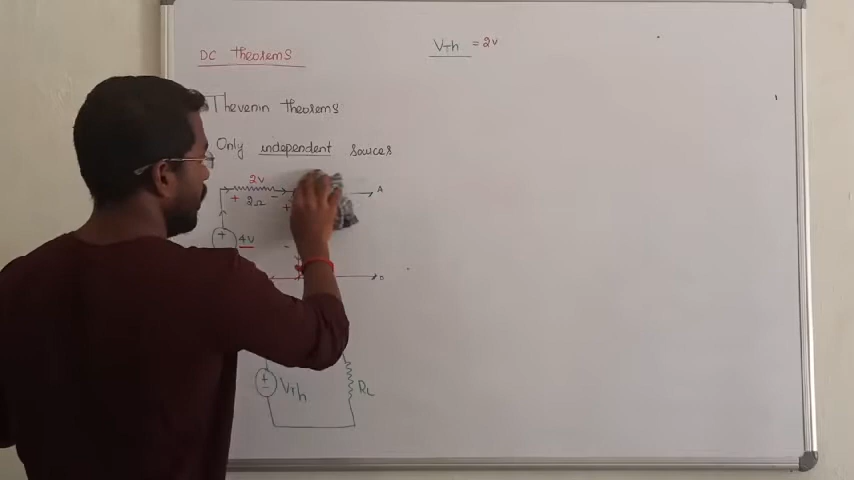 DC Theorems
VTh = 2V
Thevenin Theorems
Only independent sources
2V
A
+ 2Ω -
+
+ 4V
-
B
+
-
VTh
RL